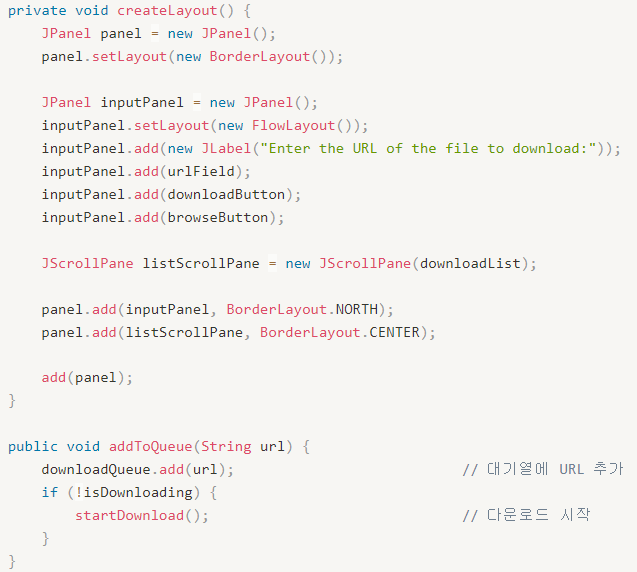 private void createLayout() {
    JPanel panel = new JPanel();
    panel.setLayout(new BorderLayout());

    JPanel inputPanel = new JPanel();
    inputPanel.setLayout(new FlowLayout());
    inputPanel.add(new JLabel("Enter the URL of the file to download:"));
    inputPanel.add(urlField);
    inputPanel.add(downloadButton);
    inputPanel.add(browseButton);

    JScrollPane listScrollPane = new JScrollPane(downloadList);

    panel.add(inputPanel, BorderLayout.NORTH);
    panel.add(listScrollPane, BorderLayout.CENTER);

    add(panel);
}

public void addToQueue(String url) {
    downloadQueue.add(url);                           // 대기열에 URL 추가
    if (!isDownloading) {
        startDownload();                              // 다운로드 시작
    }
}